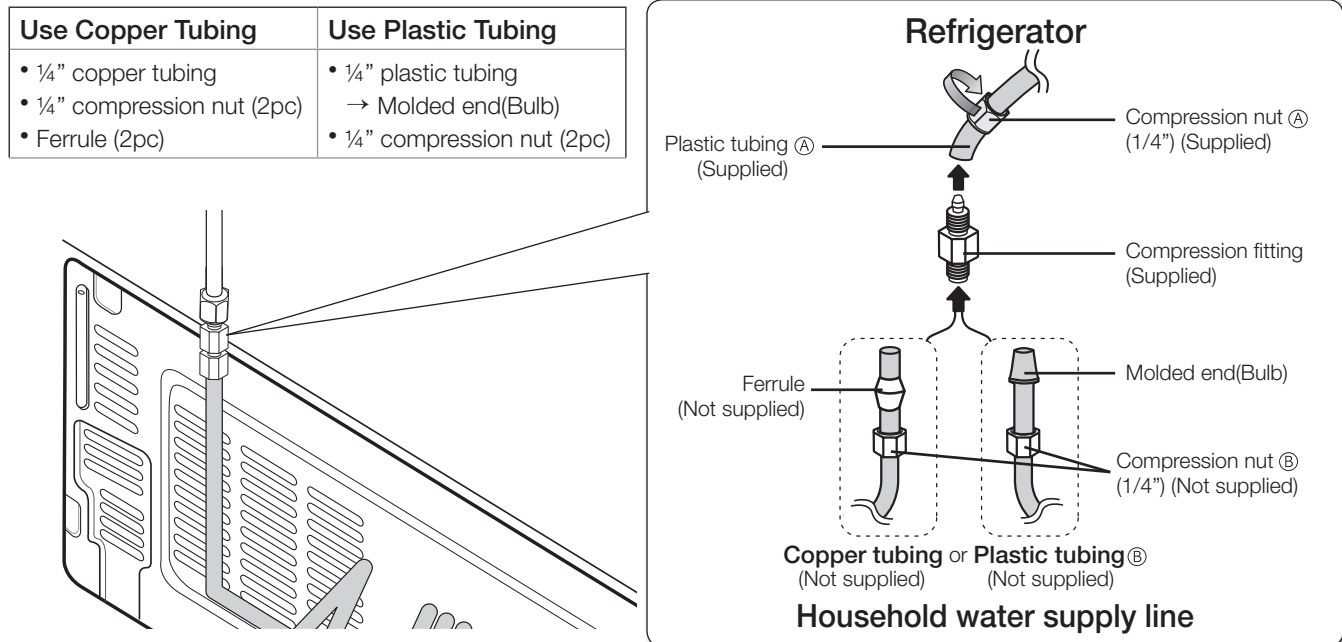 Use Copper Tubing
Use Plastic Tubing
• ¼” copper tubing
• ¼” compression nut (2pc)
• Ferrule (2pc)
• ¼” plastic tubing
→ Molded end(Bulb)
• ¼” compression nut (2pc)
Refrigerator
Plastic tubing Ⓐ
(Supplied)
Compression nut Ⓐ
(1/4”) (Supplied)
Compression fitting
(Supplied)
Ferrule
(Not supplied)
Molded end(Bulb)
Compression nut Ⓑ
(1/4”) (Not supplied)
Copper tubing or Plastic tubing Ⓑ
(Not supplied) (Not supplied)
Household water supply line